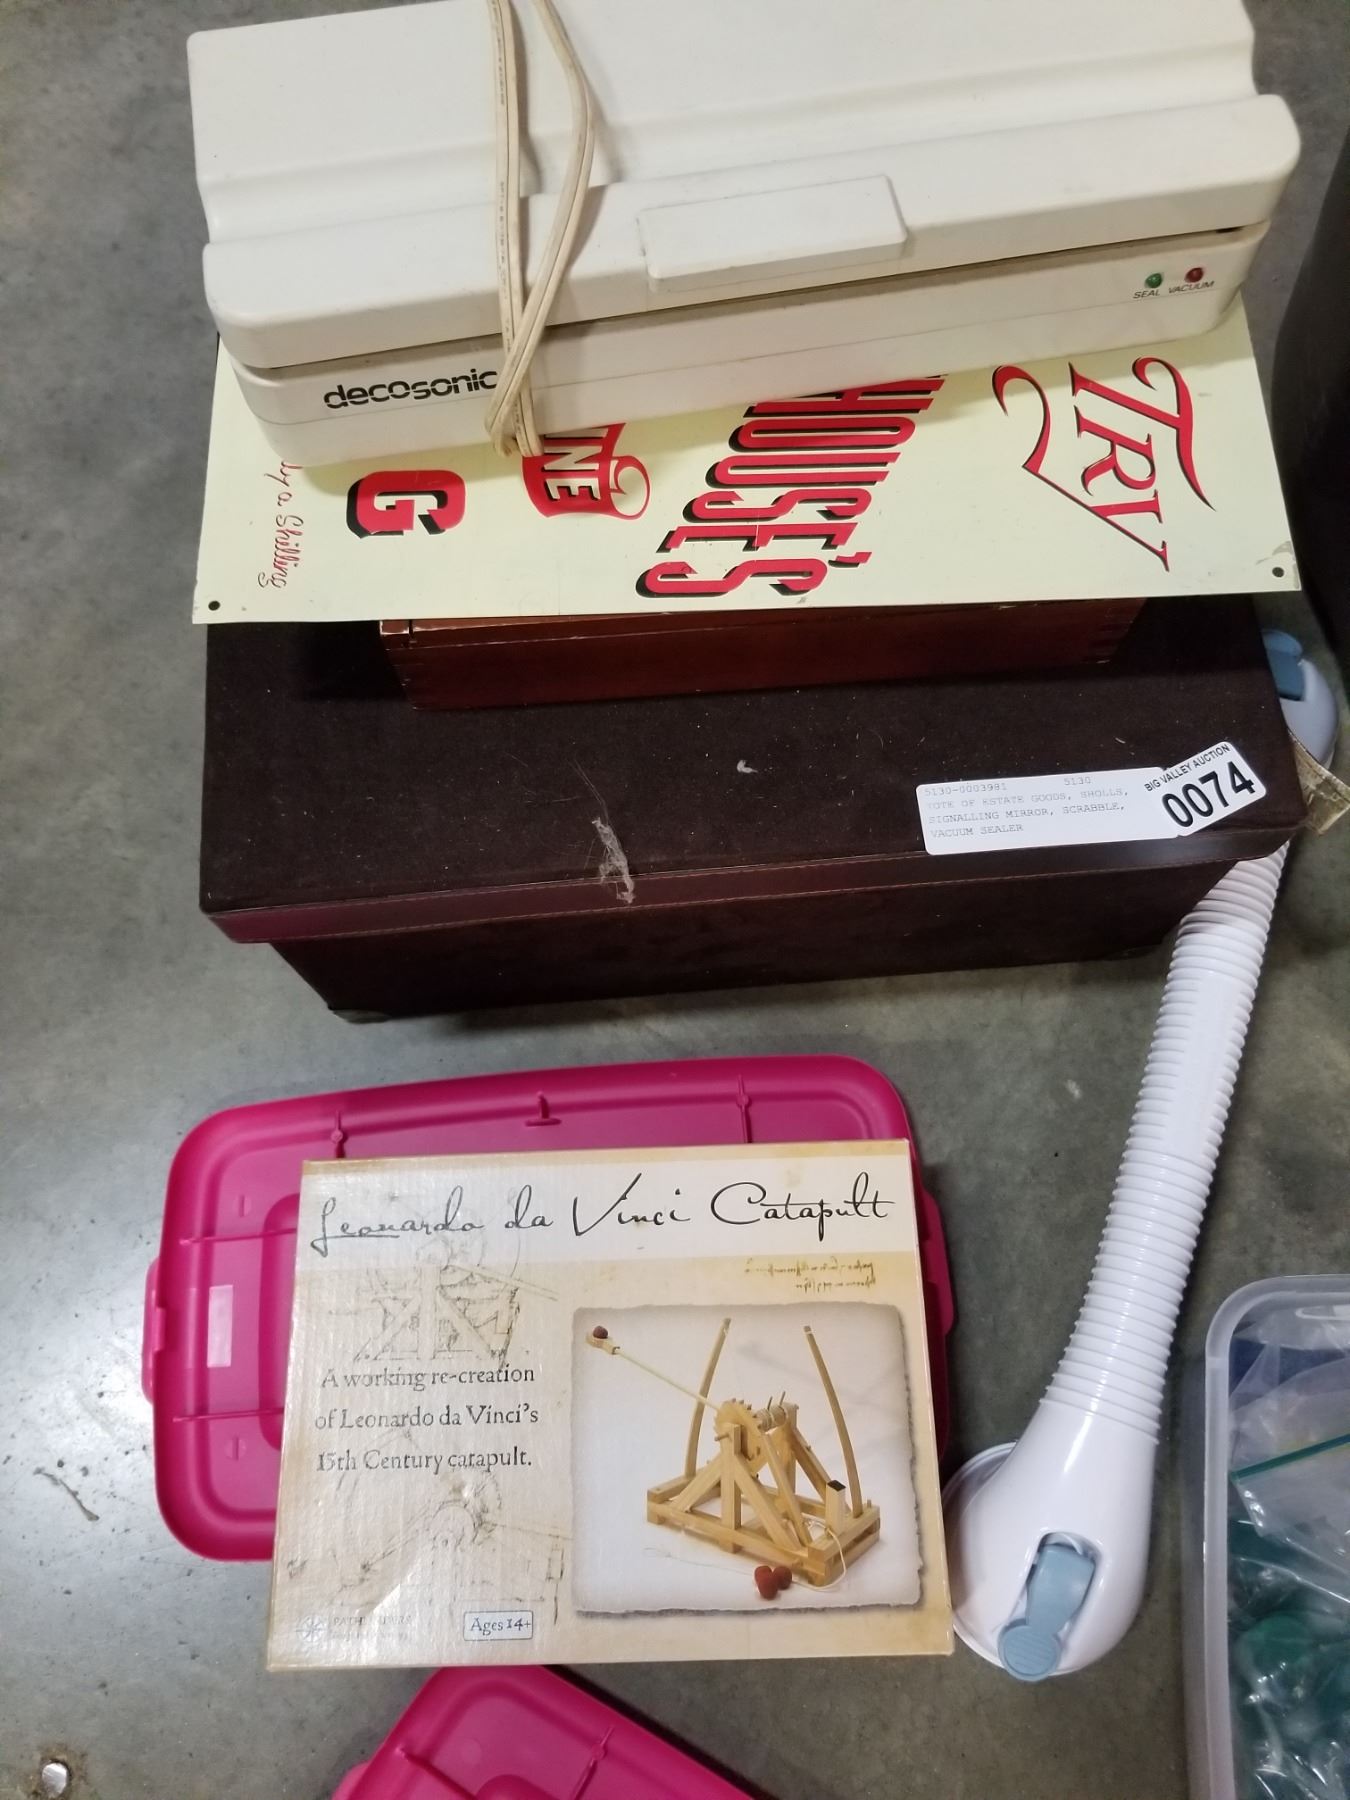 SEAL VACUUM
decosonic
TRY
HOUSE'S
TNE
G
dy a Shilling
BIG VALLEY AUCTION
0074
5130-0003981 5130
TOTE OF ESTATE GOODS, SHOLLS,
SIGNALLING MIRROR, SCRABBLE,
VACUUM SEALER
Leonardo da Vinci Catapult
A working re-creation
of Leonardo da Vinci's
15th Century catapult.
Ages 14+